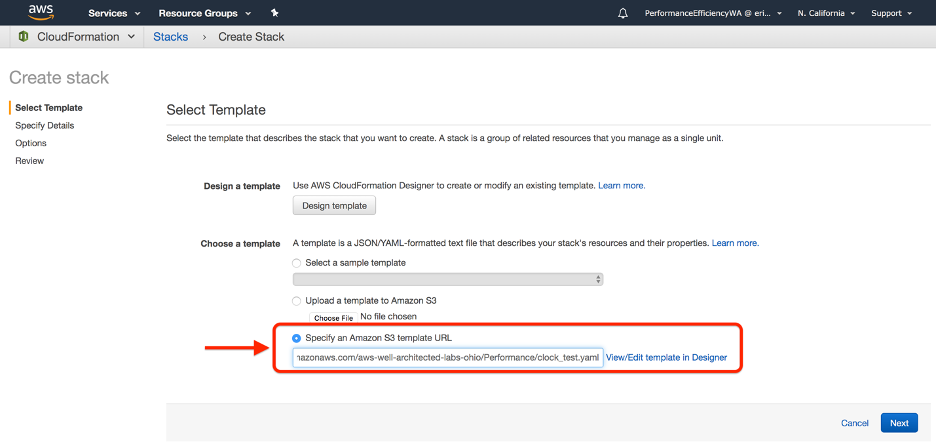 aws Services Resource Groups PerformanceEfficiencyWA @ eri... N. California Support
CloudFormation Stacks > Create Stack
Create stack
Select Template
Specify Details
Options
Review
Select Template
Select the template that describes the stack that you want to create. A stack is a group of related resources that you manage as a single unit.
Design a template Use AWS CloudFormation Designer to create or modify an existing template. Learn more.
Design template
Choose a template A template is a JSON/YAML-formatted text file that describes your stack's resources and their properties. Learn more.
Select a sample template
Upload a template to Amazon S3
Choose File No file chosen
Specify an Amazon S3 template URL
nazonaws.com/aws-well-architected-labs-ohio/Performance/clock_test.yaml View/Edit template in Designer
Cancel Next